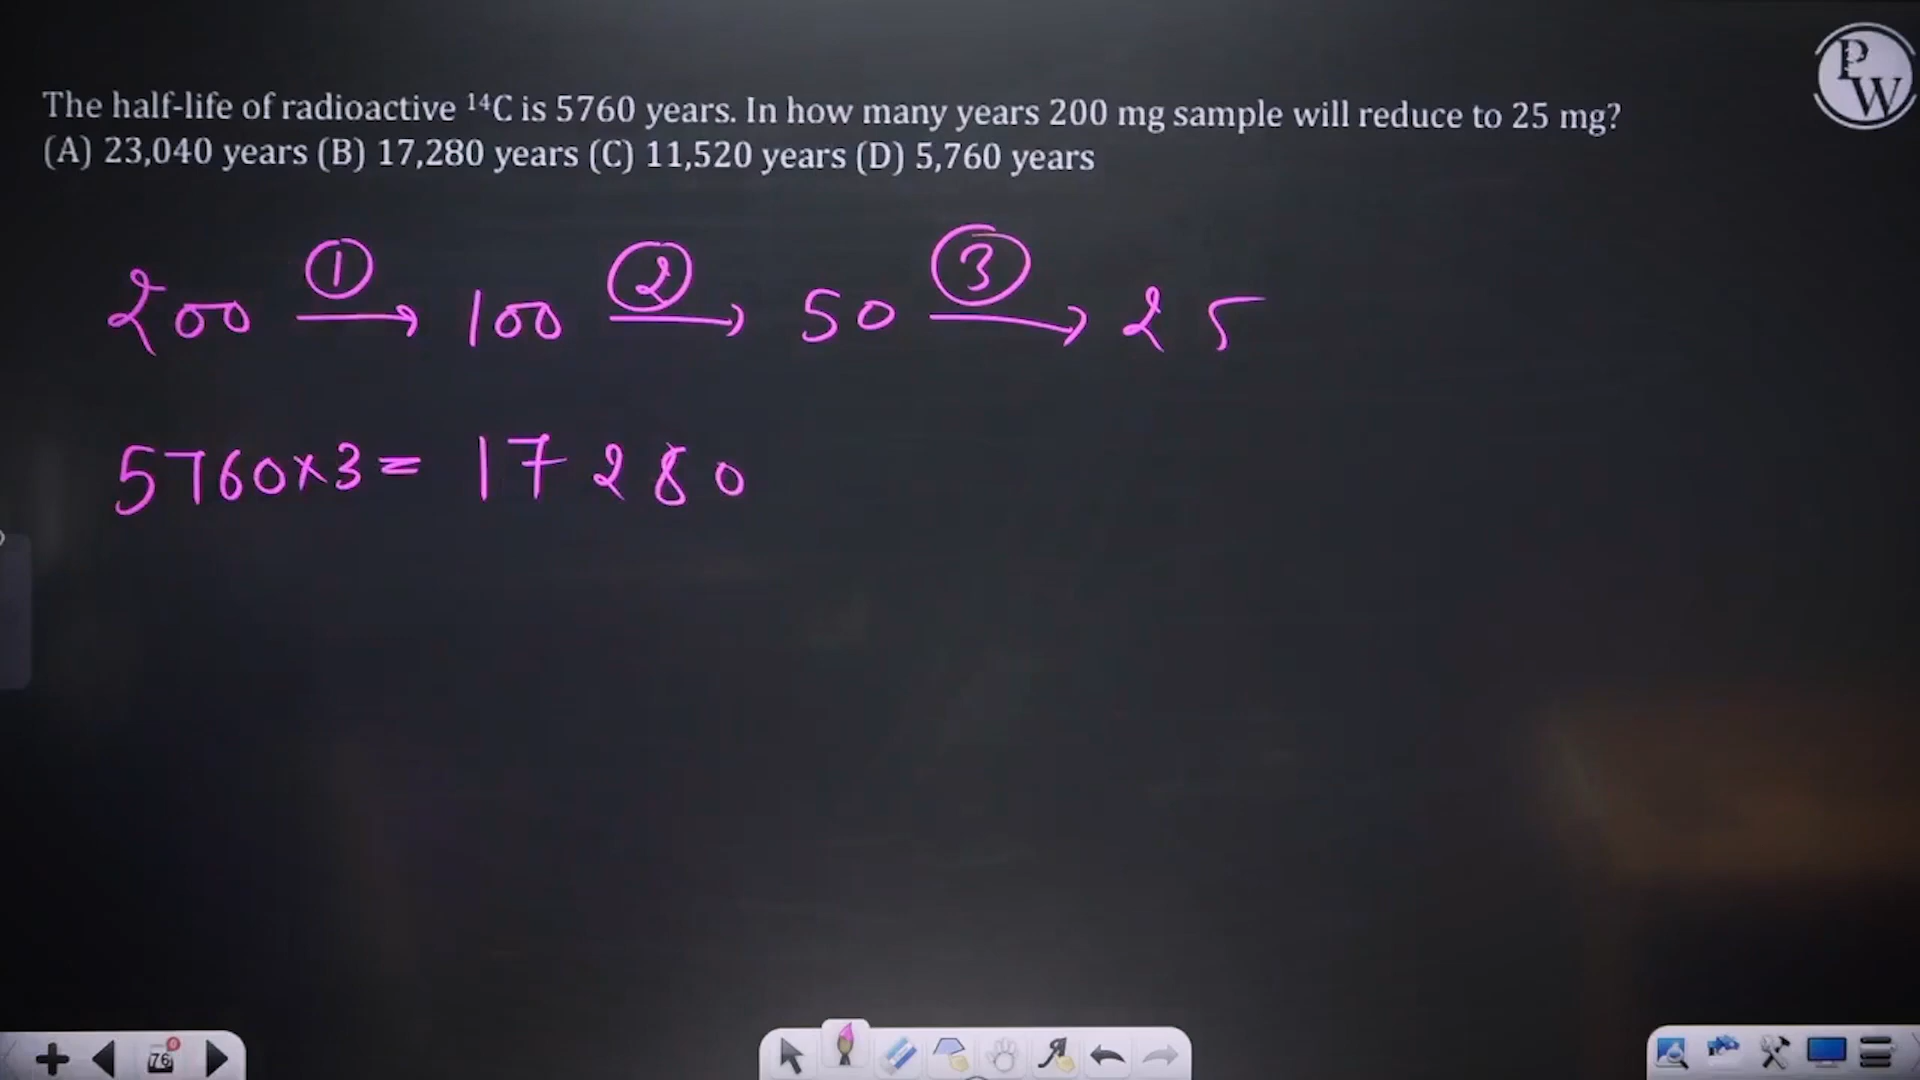 The half-life of radioactive ¹⁴C is 5760 years. In how many years 200 mg sample will reduce to 25 mg?
(A) 23,040 years (B) 17,280 years (C) 11,520 years (D) 5,760 years
PW
① ② ③
200 → 100 → 50 → 25
5760×3 = 17280
76 0